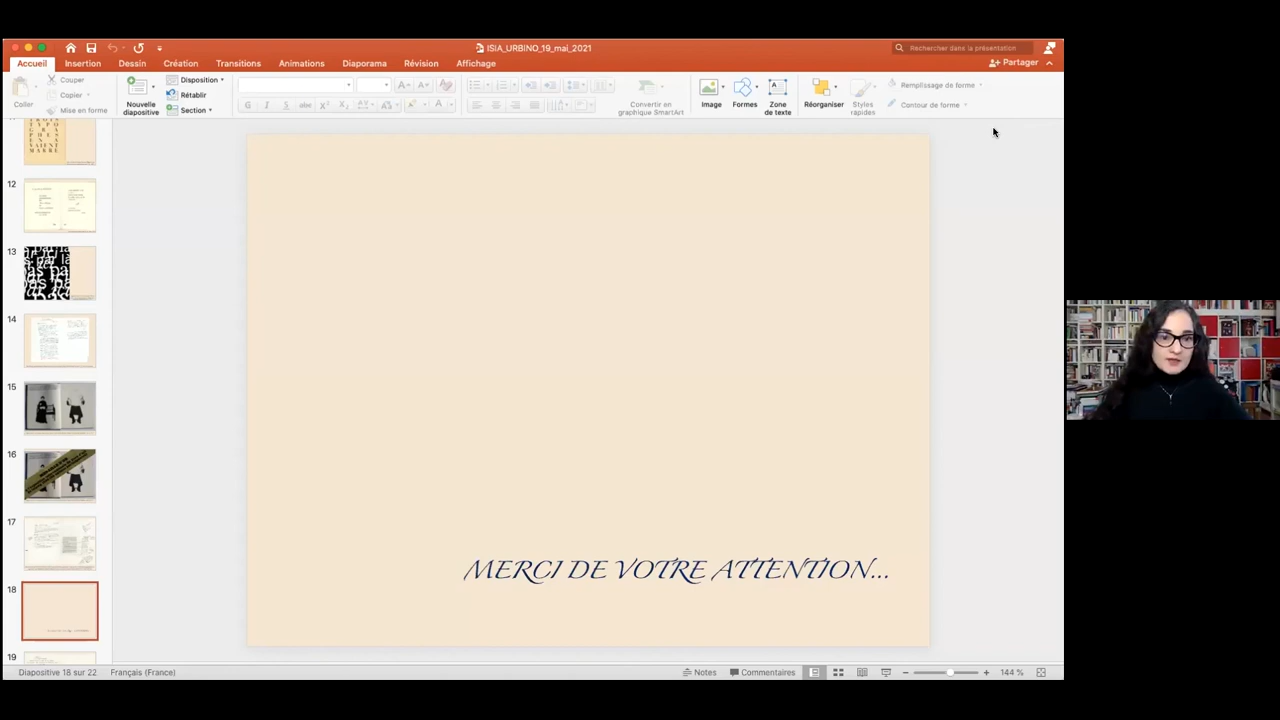 ISIA_URBINO_19_mai_2021
Rechercher dans la présentation
Accueil
Insertion
Dessin
Création
Transitions
Animations
Diaporama
Révision
Affichage
Partager
Coller
Couper
Copier
Mise en forme
Nouvelle
diapositive
Disposition
Rétablir
Section
Convertir en
graphique SmartArt
Image
Formes
Zone
de texte
Réorganiser
Styles
rapides
Remplissage de forme
Contour de forme
12
13
14
15
16
17
18
19
MERCI DE VOTRE ATTENTION...
Diapositive 18 sur 22
Français (France)
Notes
Commentaires
144 %